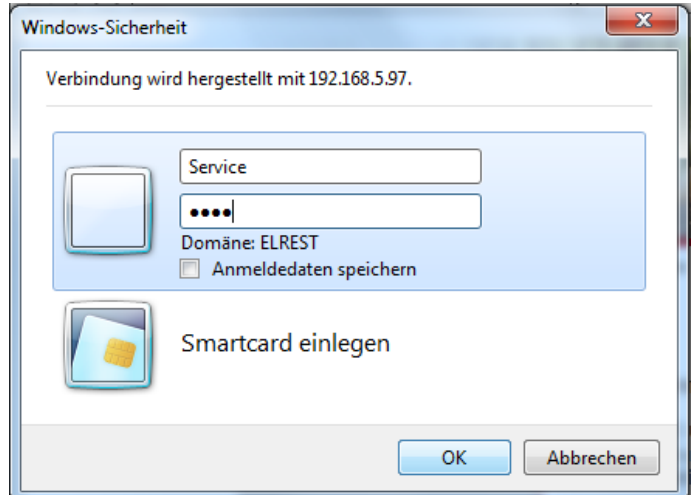 Windows-Sicherheit
Verbindung wird hergestellt mit 192.168.5.97.
Service
●●●●
Domäne: ELREST
Anmeldedaten speichern
Smartcard einlegen
OK
Abbrechen